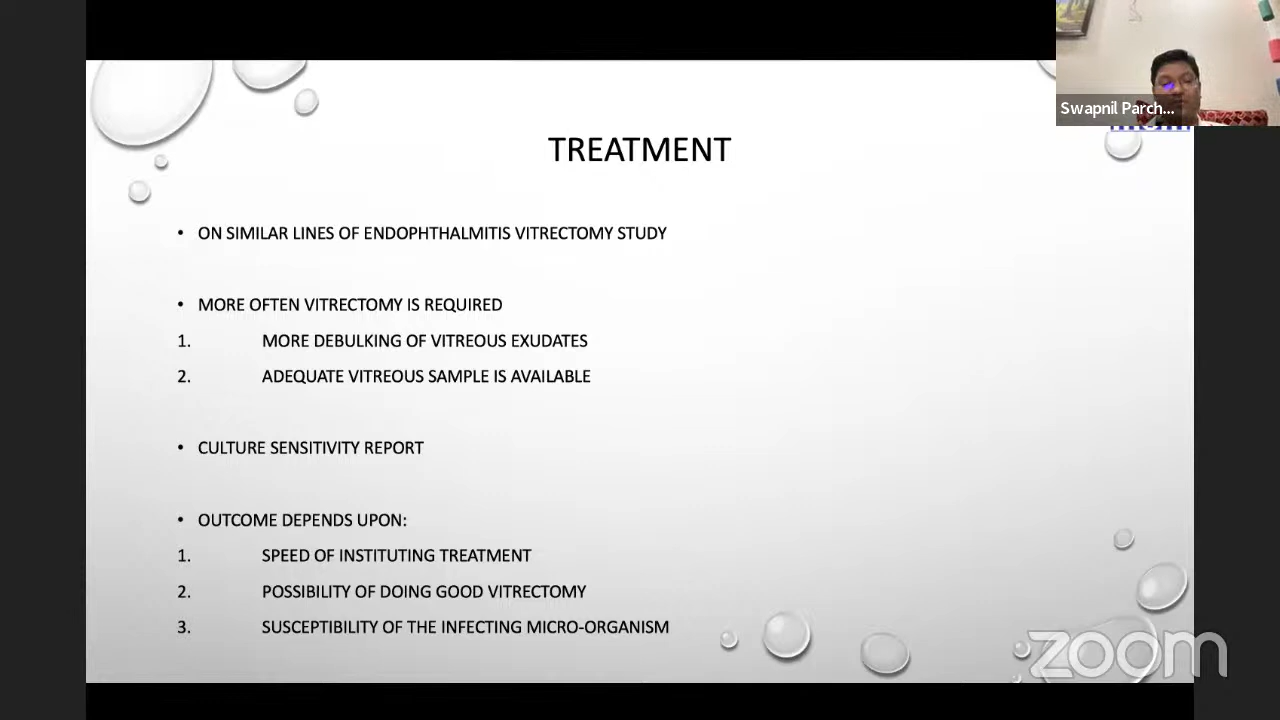 Swapnil Parch...
TREATMENT
• ON SIMILAR LINES OF ENDOPHTHALMITIS VITRECTOMY STUDY
• MORE OFTEN VITRECTOMY IS REQUIRED
1. MORE DEBULKING OF VITREOUS EXUDATES
2. ADEQUATE VITREOUS SAMPLE IS AVAILABLE
• CULTURE SENSITIVITY REPORT
• OUTCOME DEPENDS UPON:
1. SPEED OF INSTITUTING TREATMENT
2. POSSIBILITY OF DOING GOOD VITRECTOMY
3. SUSCEPTIBILITY OF THE INFECTING MICRO-ORGANISM
zoom